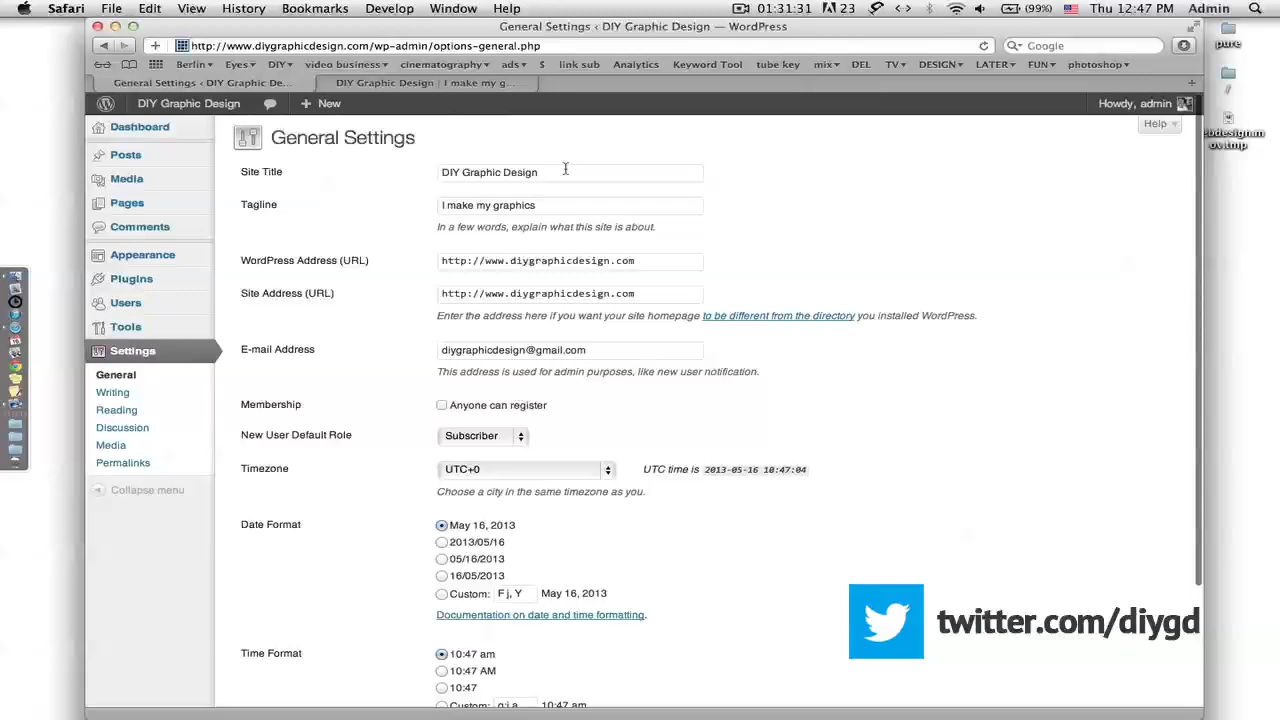 Safari File Edit View History Bookmarks Develop Window Help 01:31:31 23 (99%) Thu 12:47 PM Admin
General Settings ‹ DIY Graphic Design — WordPress
http://www.diygraphicdesign.com/wp-admin/options-general.php Google
Berlin Eyes DIY video business cinematography ads $ link sub Analytics Keyword Tool tube key mix DEL TV DESIGN LATER FUN photoshop
General Settings ‹ DIY Graphic De... DIY Graphic Design | I make my g...
DIY Graphic Design + New Howdy, admin
Help
Dashboard
Posts
Media
Pages
Comments
Appearance
Plugins
Users
Tools
Settings
General
Writing
Reading
Discussion
Media
Permalinks
Collapse menu
General Settings
Site Title DIY Graphic Design
Tagline I make my graphics
In a few words, explain what this site is about.
WordPress Address (URL) http://www.diygraphicdesign.com
Site Address (URL) http://www.diygraphicdesign.com
Enter the address here if you want your site homepage to be different from the directory you installed WordPress.
E-mail Address diygraphicdesign@gmail.com
This address is used for admin purposes, like new user notification.
Membership Anyone can register
New User Default Role Subscriber
Timezone UTC+0 UTC time is 2013-05-16 10:47:04
Choose a city in the same timezone as you.
Date Format May 16, 2013
2013/05/16
05/16/2013
16/05/2013
Custom: F j, Y May 16, 2013
Documentation on date and time formatting.
Time Format 10:47 am
10:47 AM
10:47
Custom: g:i a 10:47 am
twitter.com/diygd
pure
//
ebdesign.m
ov.tmp